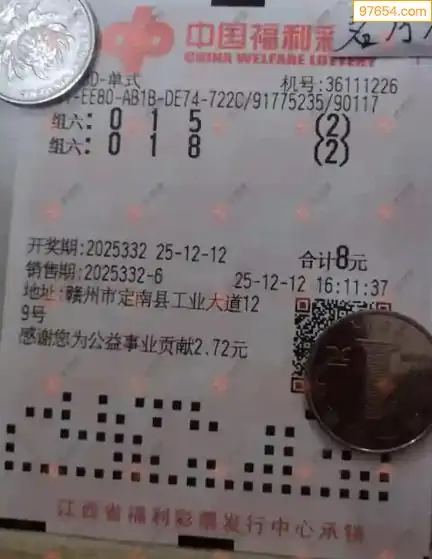 97654.com
中国福利彩
CHINA WELFARE LOTTERY
D-单式 机号:36111226
-EE80-AB1B-DE74-722C/91775235/90117
组六: 0 1 5 (2)
组六: 0 1 8 (2)
开奖期:2025332 25-12-12 合计8元
销售期:2025332-6 25-12-12 16:11:37
地址:赣州市定南县工业大道12
9号
感谢您为公益事业贡献2.72元
江西省福利彩票发行中心承销